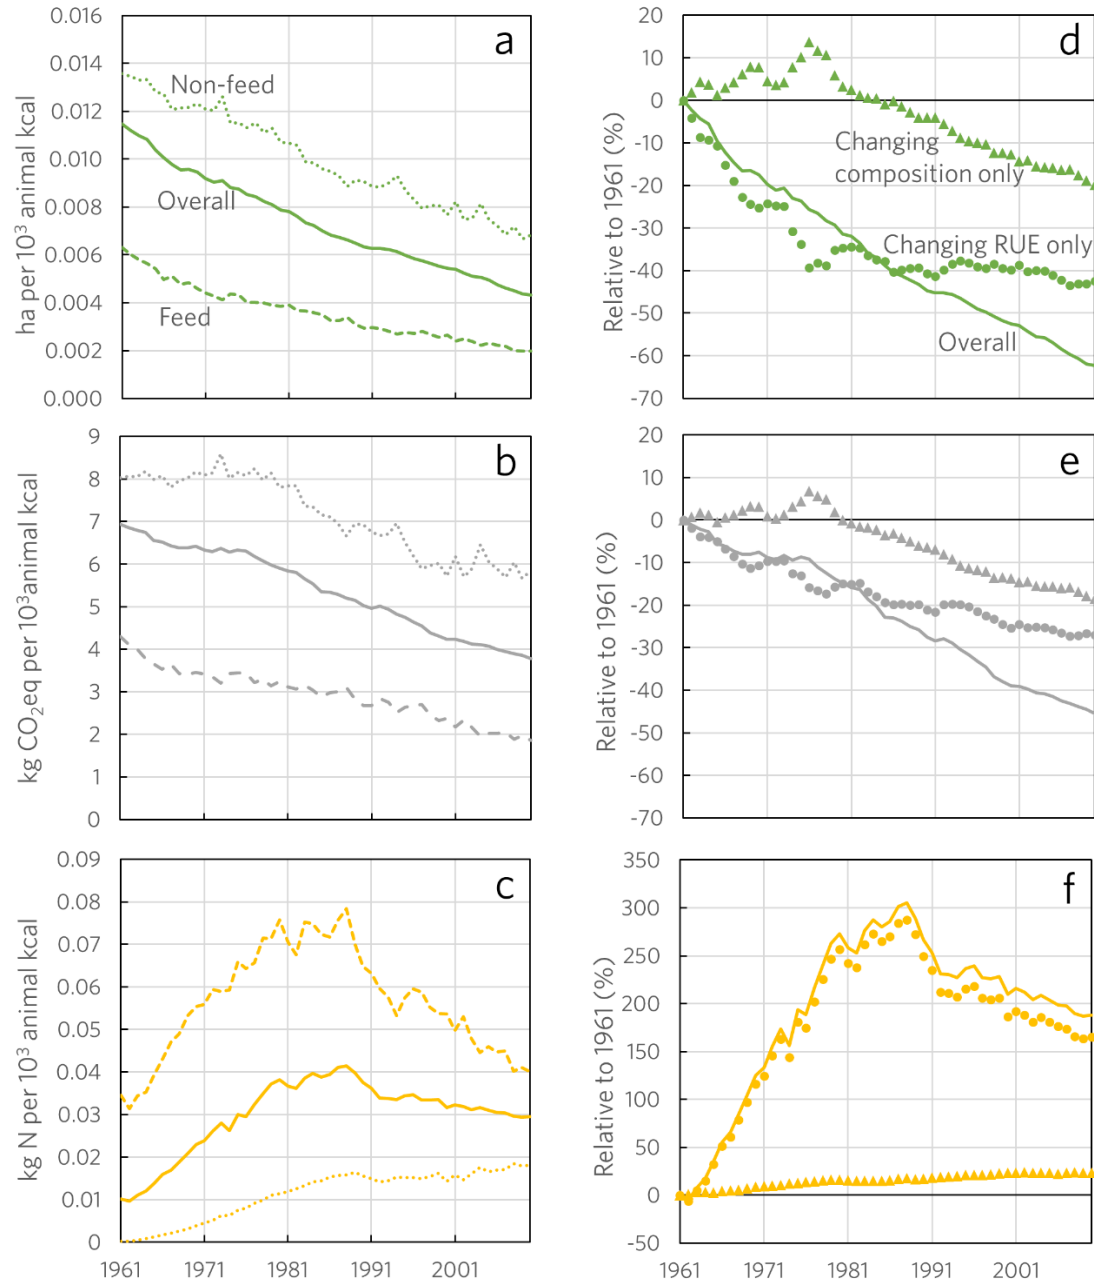 a
ha per 10³ animal kcal
0.016
0.014
0.012
0.010
0.008
0.006
0.004
0.002
0.000
Non-feed
Overall
Feed
d
Relative to 1961 (%)
20
10
0
-10
-20
-30
-40
-50
-60
-70
Changing
composition only
Changing RUE only
Overall
b
kg CO₂eq per 10³animal kcal
9
8
7
6
5
4
3
2
1
0
e
Relative to 1961 (%)
20
10
0
-10
-20
-30
-40
-50
-60
-70
c
kg N per 10³ animal kcal
0.09
0.08
0.07
0.06
0.05
0.04
0.03
0.02
0.01
0
1961 1971 1981 1991 2001
f
Relative to 1961 (%)
350
300
250
200
150
100
50
0
-50
1961 1971 1981 1991 2001